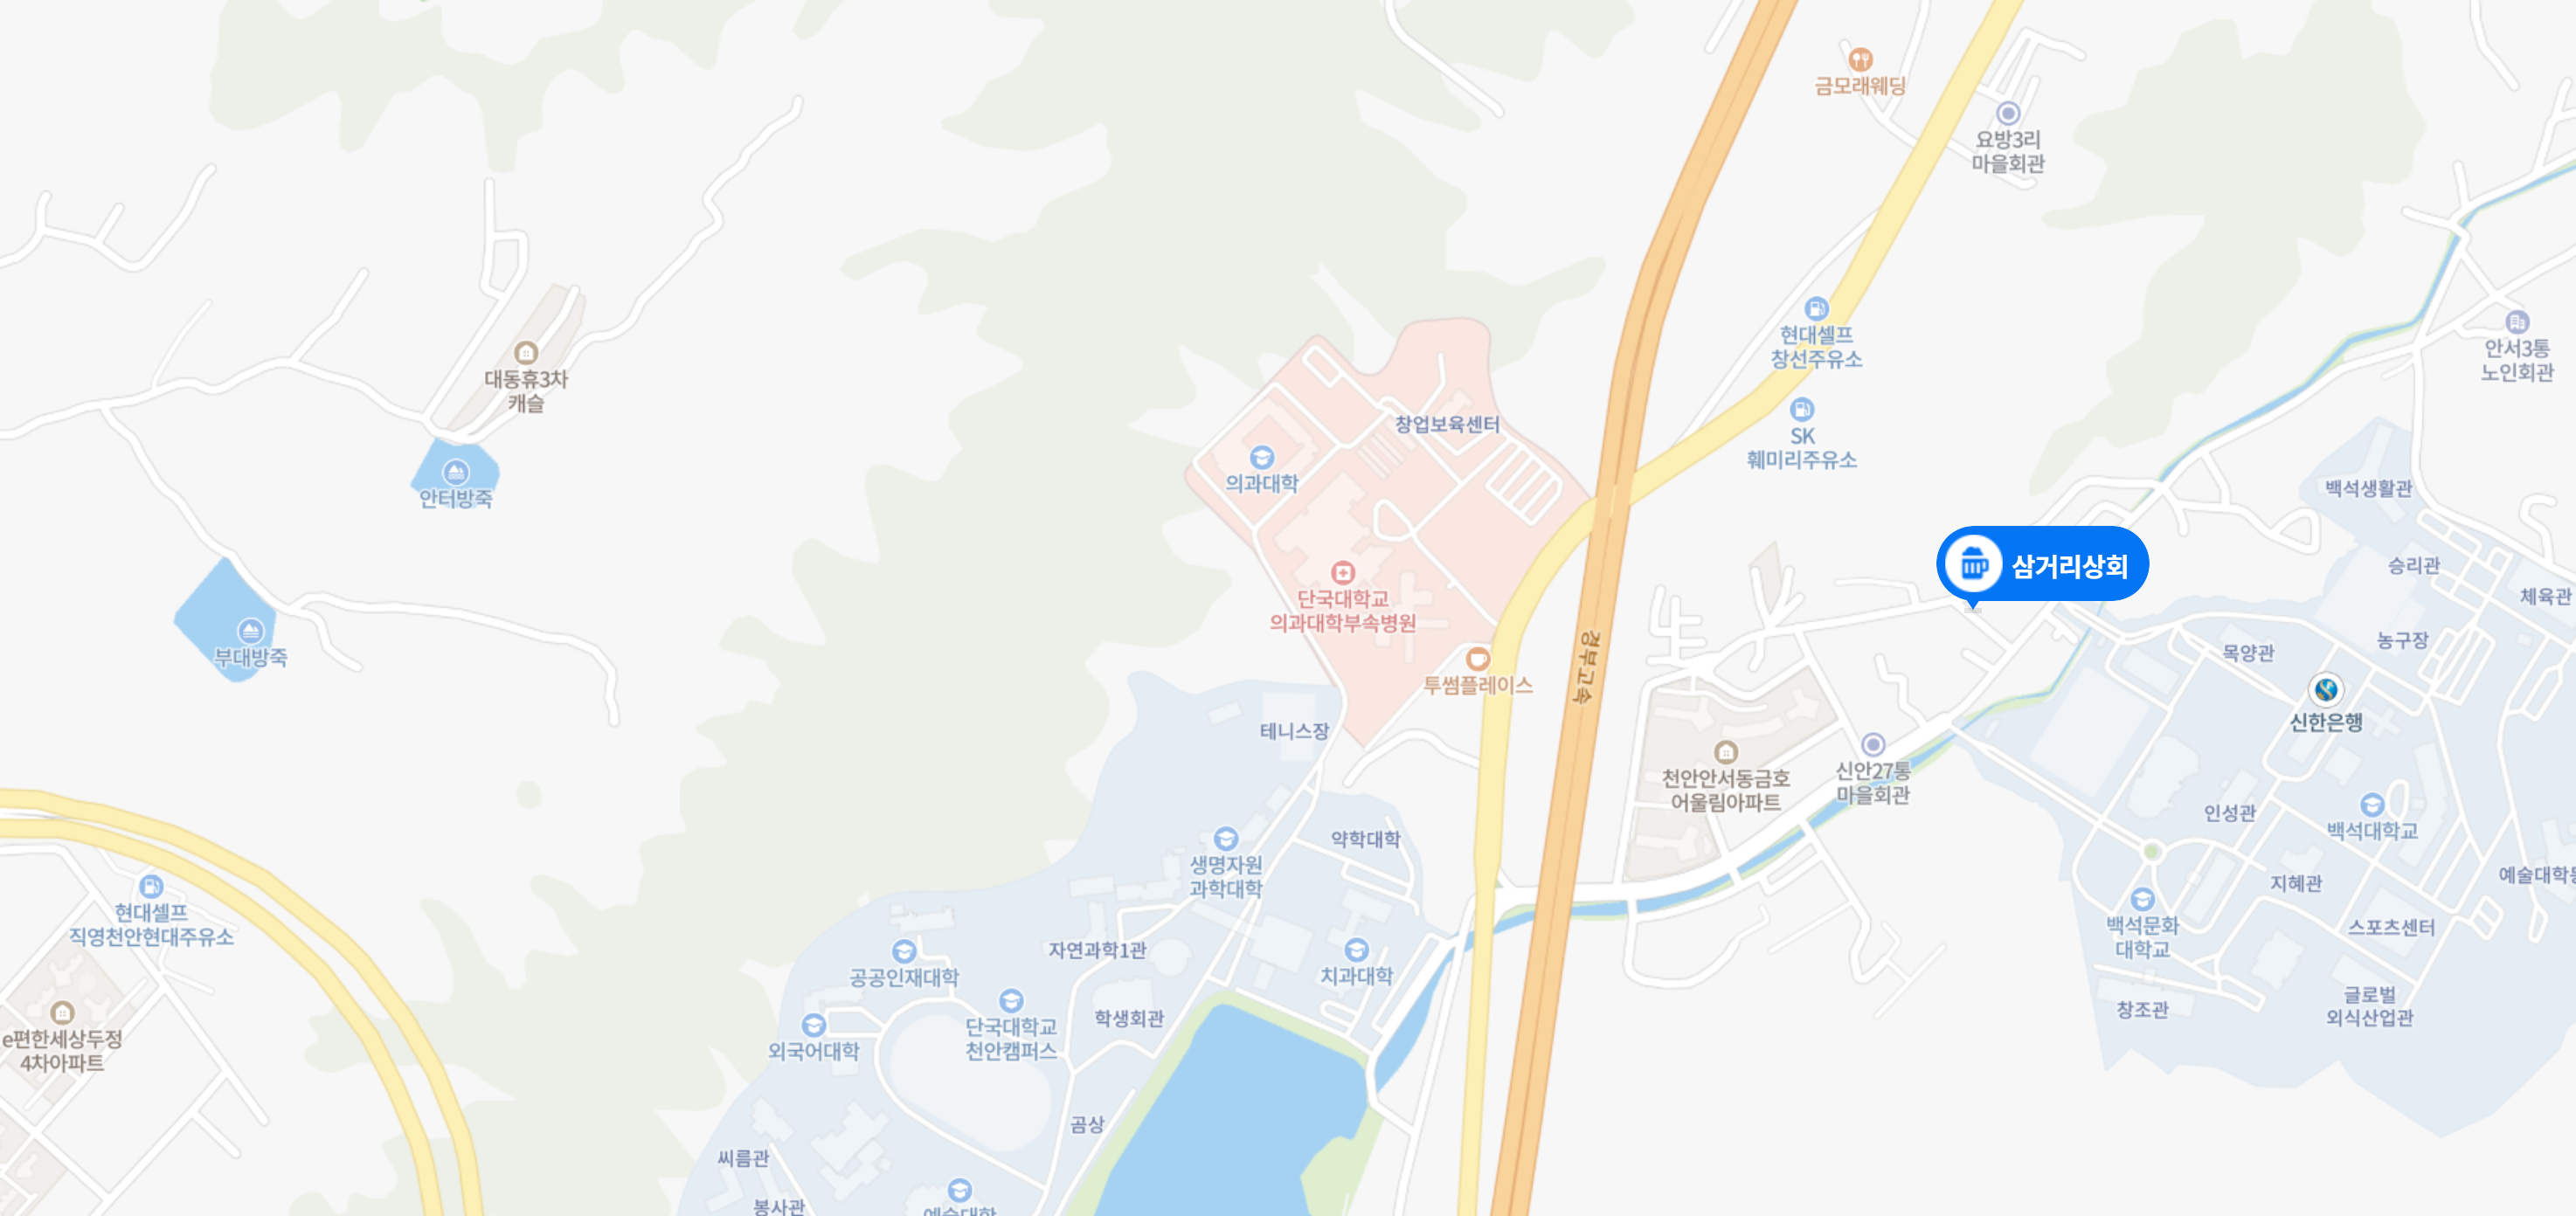 금모래웨딩
요방3리
마을회관
현대셀프
창선주유소
SK
훼미리주유소
안서3통
노인회관
대동휴3차
캐슬
안터방죽
부대방죽
창업보육센터
의과대학
단국대학교
의과대학부속병원
투썸플레이스
경부고속
삼거리상회
백석생활관
승리관
체육관
농구장
목양관
신한은행
테니스장
천안안서동금호
어울림아파트
신안27통
마을회관
인성관
백석대학교
약학대학
생명자원
과학대학
지혜관
예술대학동
현대셀프
직영천안현대주유소
백석문화
대학교
스포츠센터
자연과학1관
공공인재대학
치과대학
글로벌
외식산업관
창조관
e편한세상두정
4차아파트
학생회관
단국대학교
천안캠퍼스
외국어대학
곰상
씨름관
봉사관
예술대학